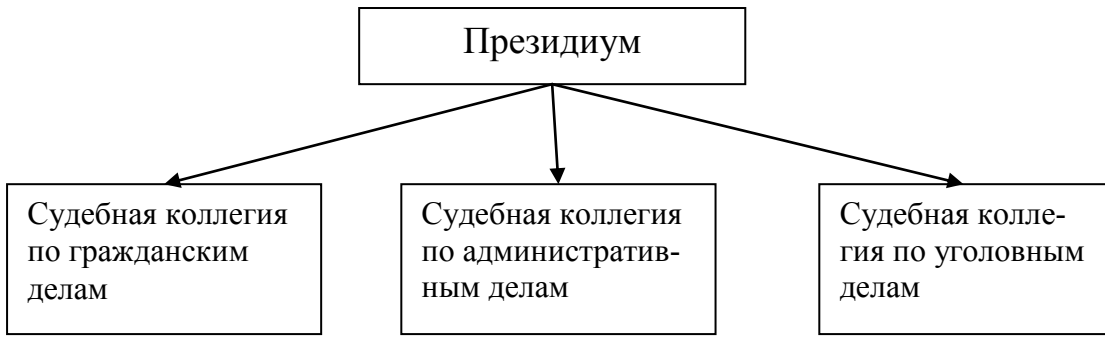 Президиум
Судебная коллегия
по гражданским
делам
Судебная коллегия
по административ-
ным делам
Судебная колле-
гия по уголовным
делам